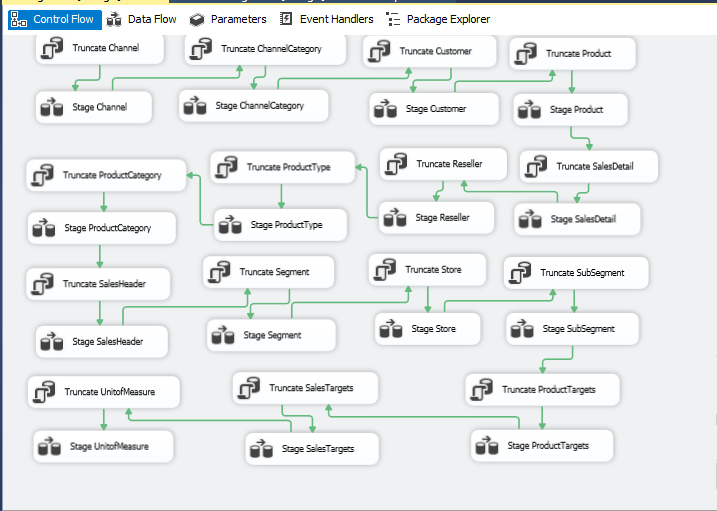 Control Flow
Data Flow
Parameters
Event Handlers
Package Explorer
Truncate Channel
Truncate ChannelCategory
Truncate Customer
Truncate Product
Stage Channel
Stage ChannelCategory
Stage Customer
Stage Product
Truncate ProductCategory
Truncate ProductType
Truncate Reseller
Truncate SalesDetail
Stage ProductCategory
Stage ProductType
Stage Reseller
Stage SalesDetail
Truncate SalesHeader
Truncate Segment
Truncate Store
Truncate SubSegment
Stage SalesHeader
Stage Segment
Stage Store
Stage SubSegment
Truncate UnitofMeasure
Truncate SalesTargets
Truncate ProductTargets
Stage UnitofMeasure
Stage SalesTargets
Stage ProductTargets